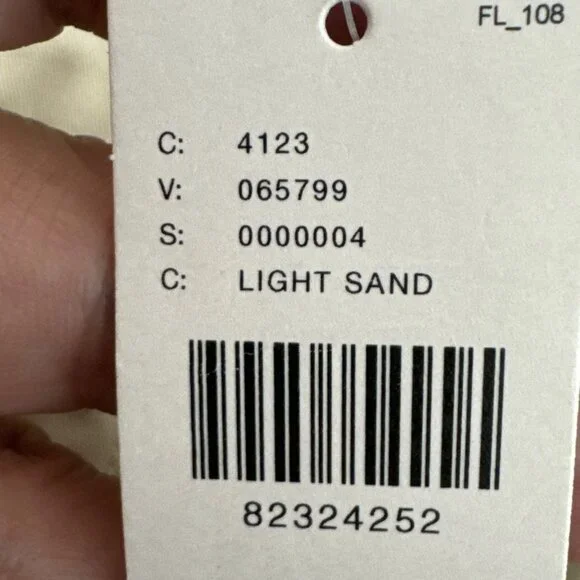 FL_108
C: 4123
V: 065799
S: 0000004
C: LIGHT SAND
82324252